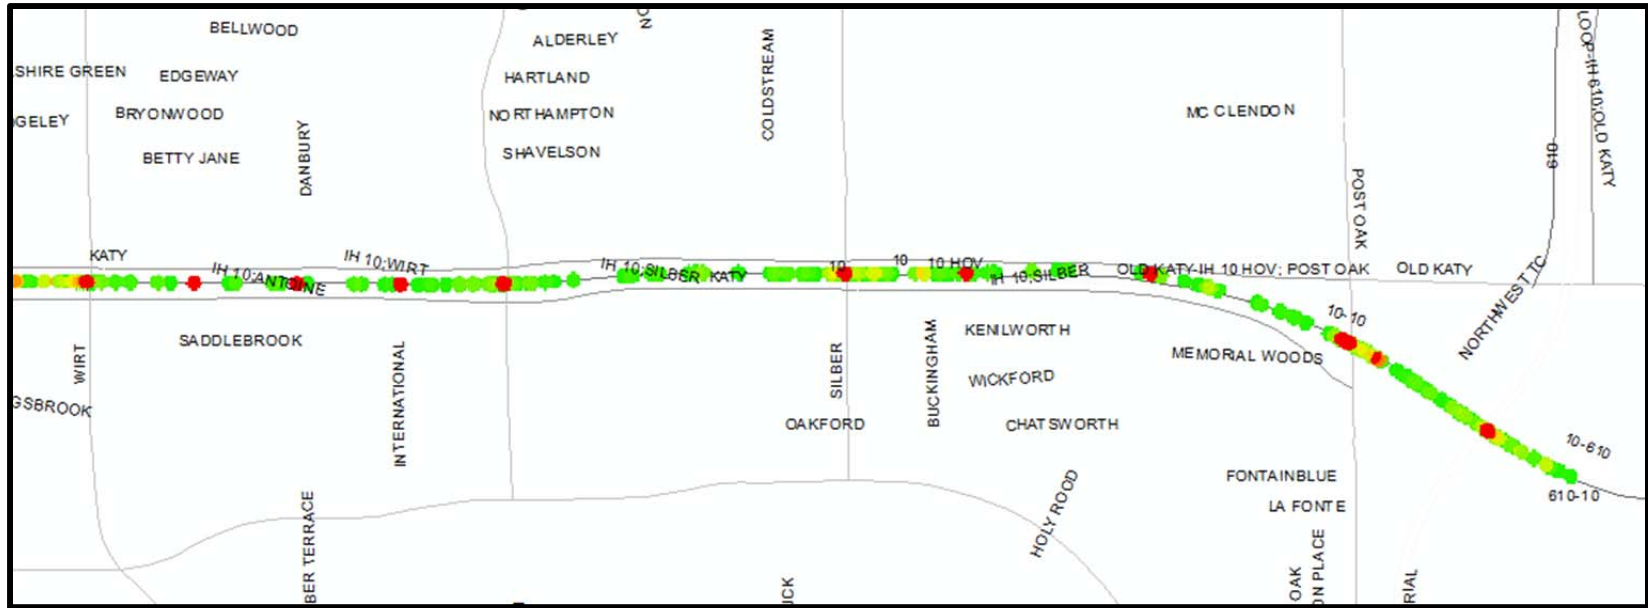 BELLWOOD
ALDERLEY
ON
COLDSTREAM
LOOP-IH 610;OLD KATY
SHIRE GREEN
EDGEWAY
HARTLAND
GELEY
BRYONWOOD
NORTHAMPTON
MC CLENDON
DANBURY
BETTY JANE
SHAVELSON
610
POST OAK
KATY
IH 10;WIRT
IH 10;ANTOINE
IH 10;SILBER
KATY
10
10
10 HOV
IH 10;SILBER
OLD KATY-IH 10 HOV; POST OAK
OLD KATY
NORTHWEST TC
10-10
SADDLEBROOK
WIRT
INTERNATIONAL
SILBER
BUCKINGHAM
KENILWORTH
MEMORIAL WOODS
WICKFORD
GSBROOK
OAKFORD
CHATSWORTH
10-610
FONTAINBLUE
610-10
HOLY ROOD
LA FONTE
BER TERRACE
UCK
OAK
ON PLACE
RIAL